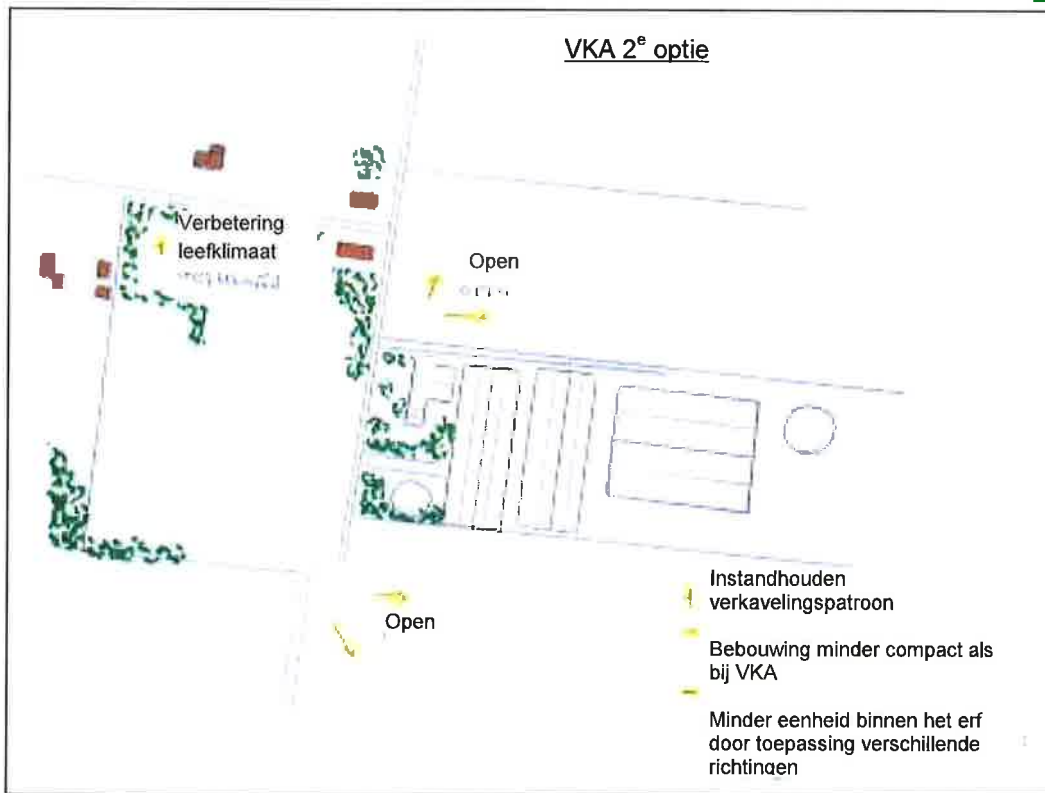 VKA 2e optie
Verbetering
leefklimaat
Open
Open
Instandhouden
verkavelingspatroon
Bebouwing minder compact als
bij VKA
Minder eenheid binnen het erf
door toepassing verschillende
richtingen